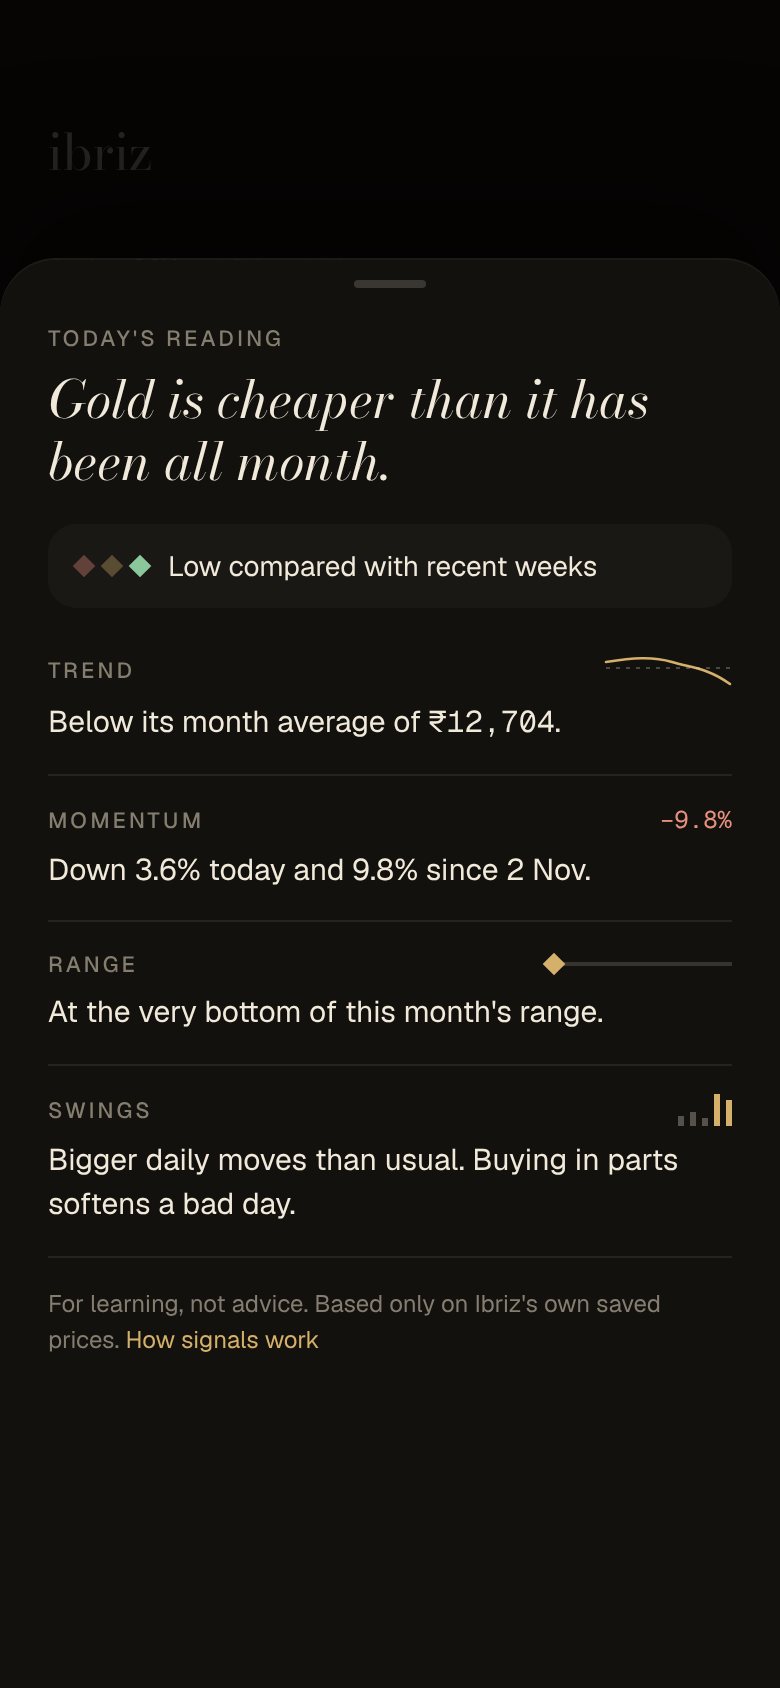 ibriz
TODAY'S READING
Gold is cheaper than it has
been all month.
Low compared with recent weeks
TREND
Below its month average of ₹12,704.
MOMENTUM
−9.8%
Down 3.6% today and 9.8% since 2 Nov.
RANGE
At the very bottom of this month's range.
SWINGS
Bigger daily moves than usual. Buying in parts
softens a bad day.
For learning, not advice. Based only on Ibriz's own saved
prices. How signals work